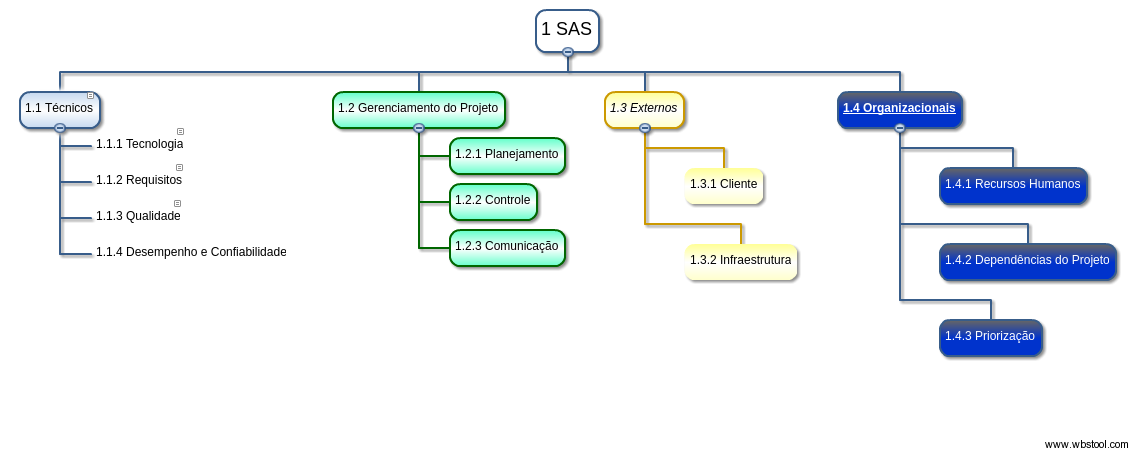 1 SAS
1.1 Técnicos
1.1.1 Tecnologia
1.1.2 Requisitos
1.1.3 Qualidade
1.1.4 Desempenho e Confiabilidade
1.2 Gerenciamento do Projeto
1.2.1 Planejamento
1.2.2 Controle
1.2.3 Comunicação
1.3 Externos
1.3.1 Cliente
1.3.2 Infraestrutura
1.4 Organizacionais
1.4.1 Recursos Humanos
1.4.2 Dependências do Projeto
1.4.3 Priorização
www.wbstool.com